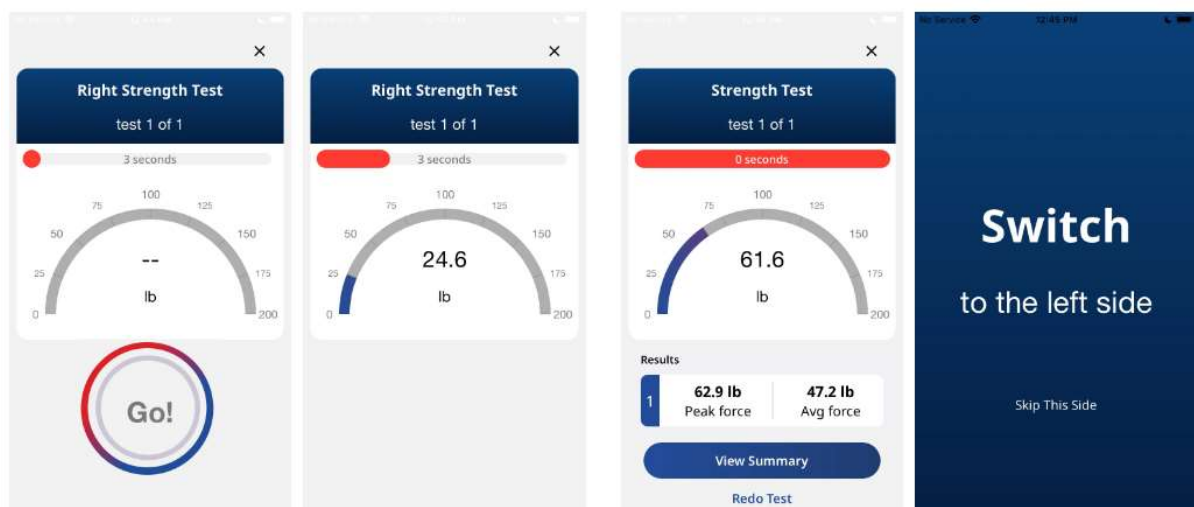 ×
Right Strength Test
test 1 of 1
3 seconds
100
75 125
50 150
--
25 175
lb
0 200
Go!
×
Right Strength Test
test 1 of 1
3 seconds
100
75 125
50 150
24.6
25 175
lb
0 200
×
Strength Test
test 1 of 1
0 seconds
100
75 125
50 150
61.6
25 175
lb
0 200
Results
1 62.9 lb 47.2 lb
Peak force Avg force
View Summary
Redo Test
No Service 12:45 PM
Switch
to the left side
Skip This Side